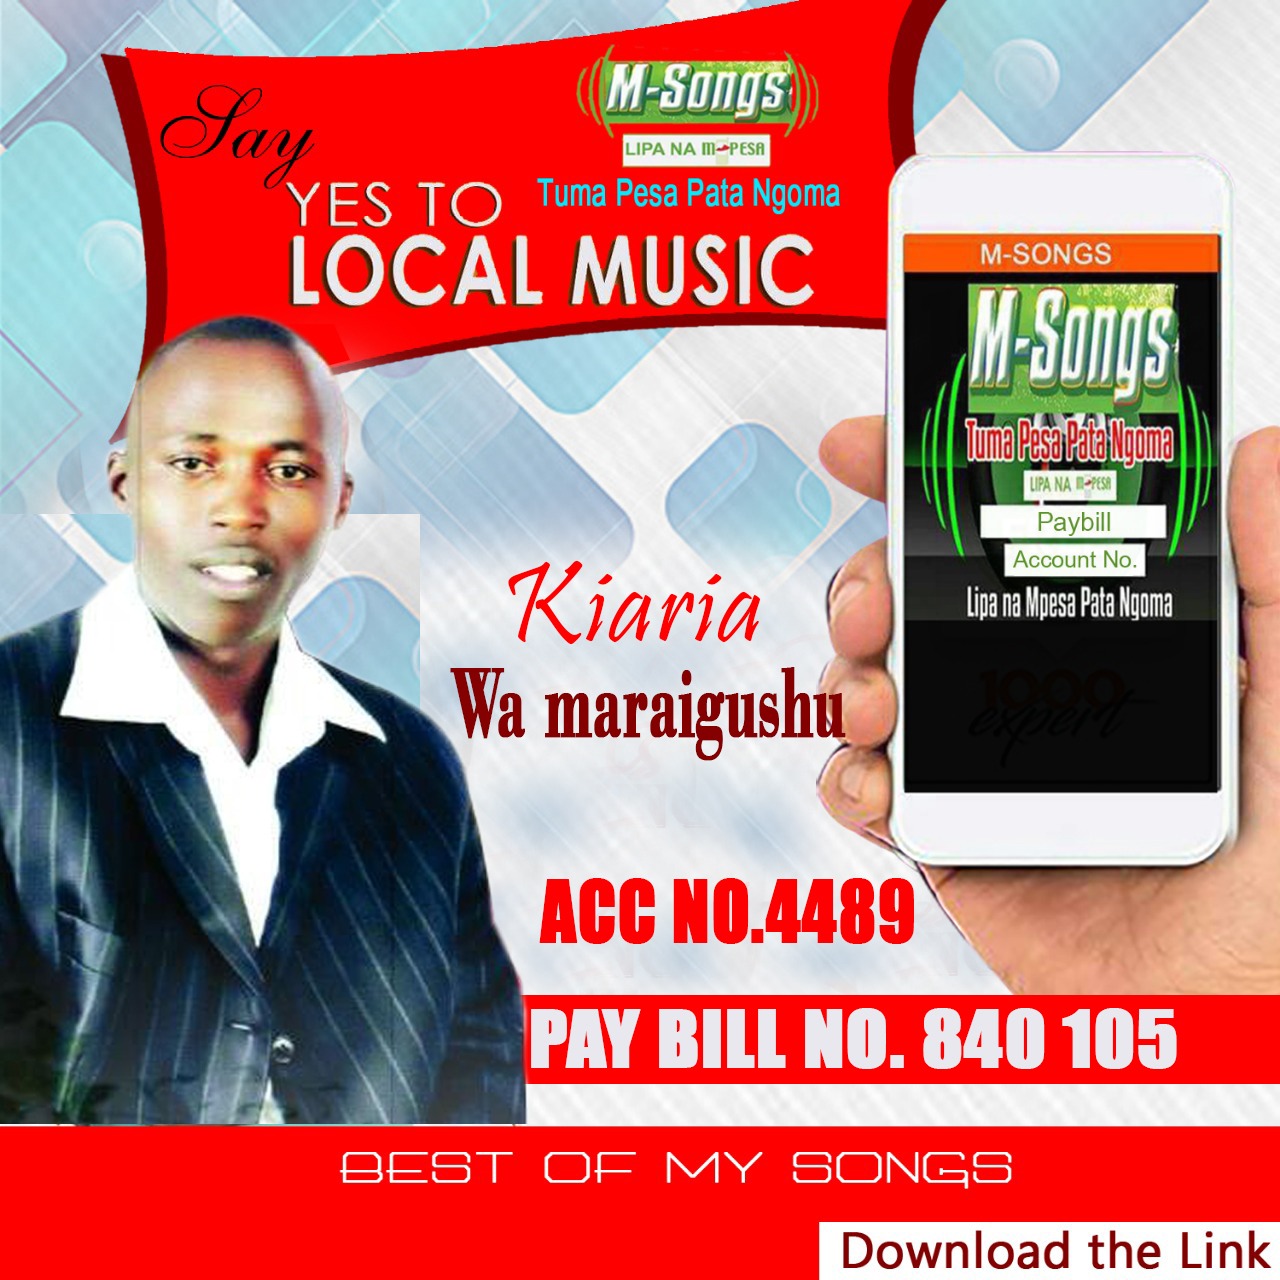 Say
YES TO
LOCAL MUSIC
M-Songs
LIPA NA M-PESA
Tuma Pesa Pata Ngoma
M-SONGS
M-Songs
Tuma Pesa Pata Ngoma
LIPA NA M-PESA
Paybill
Account No.
Lipa na Mpesa Pata Ngoma
1000
expert
Kiaria
Wa maraigushu
ACC NO.4489
PAY BILL NO. 840 105
BEST OF MY SONGS
Download the Link